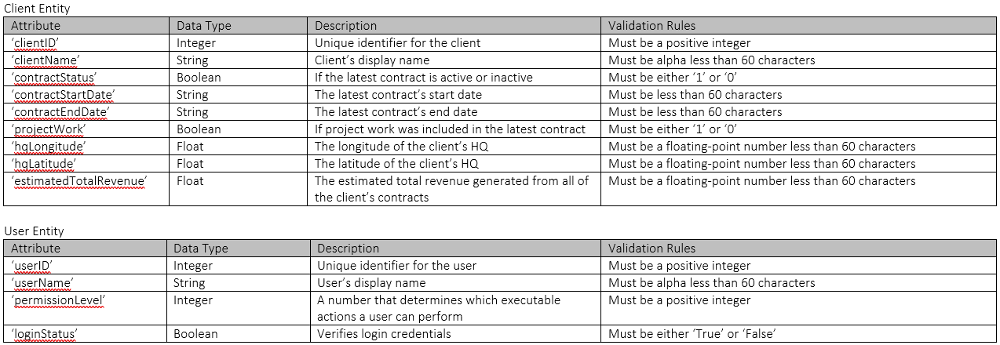 Client Entity
Attribute Data Type Description Validation Rules
‘clientID’ Integer Unique identifier for the client Must be a positive integer
‘clientName’ String Client’s display name Must be alpha less than 60 characters
‘contractStatus’ Boolean If the latest contract is active or inactive Must be either ‘1’ or ‘0’
‘contractStartDate’ String The latest contract’s start date Must be less than 60 characters
‘contractEndDate’ String The latest contract’s end date Must be less than 60 characters
‘projectWork’ Boolean If project work was included in the latest contract Must be either ‘1’ or ‘0’
‘hqLongitude’ Float The longitude of the client’s HQ Must be a floating-point number less than 60 characters
‘hqLatitude’ Float The latitude of the client’s HQ Must be a floating-point number less than 60 characters
‘estimatedTotalRevenue’ Float The estimated total revenue generated from all of Must be a floating-point number less than 60 characters
the client’s contracts
User Entity
Attribute Data Type Description Validation Rules
‘userID’ Integer Unique identifier for the user Must be a positive integer
‘userName’ String User’s display name Must be alpha less than 60 characters
‘permissionLevel’ Integer A number that determines which executable Must be a positive integer
actions a user can perform
‘loginStatus’ Boolean Verifies login credentials Must be either ‘True’ or ‘False’